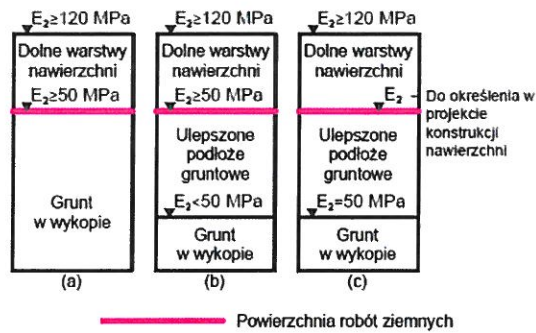 E₂≥120 MPa
Dolne warstwy
nawierzchni
E₂≥50 MPa
Grunt
w wykopie
(a)
E₂≥120 MPa
Dolne warstwy
nawierzchni
E₂≥50 MPa
Ulepszone
podłoże
gruntowe
E₂<50 MPa
Grunt
w wykopie
(b)
E₂≥120 MPa
Dolne warstwy
nawierzchni
E₂
Ulepszone
podłoże
gruntowe
E₂=50 MPa
Grunt
w wykopie
(c)
Do określenia w
projekcie
konstrukcji
nawierzchni
Powierzchnia robót ziemnych